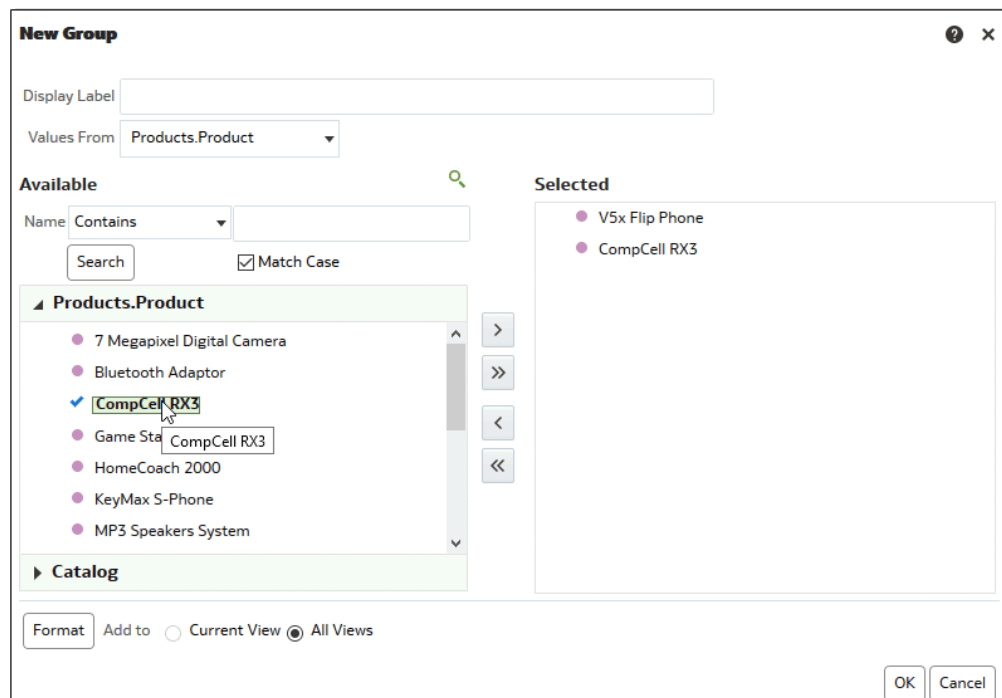 New Group
Display Label
Values From Products.Product
Available
Name Contains
Search Match Case
Products.Product
7 Megapixel Digital Camera
Bluetooth Adaptor
CompCell RX3
Game Sta
CompCell RX3
HomeCoach 2000
KeyMax S-Phone
MP3 Speakers System
Catalog
Selected
V5x Flip Phone
CompCell RX3
Format Add to Current View All Views
OK Cancel